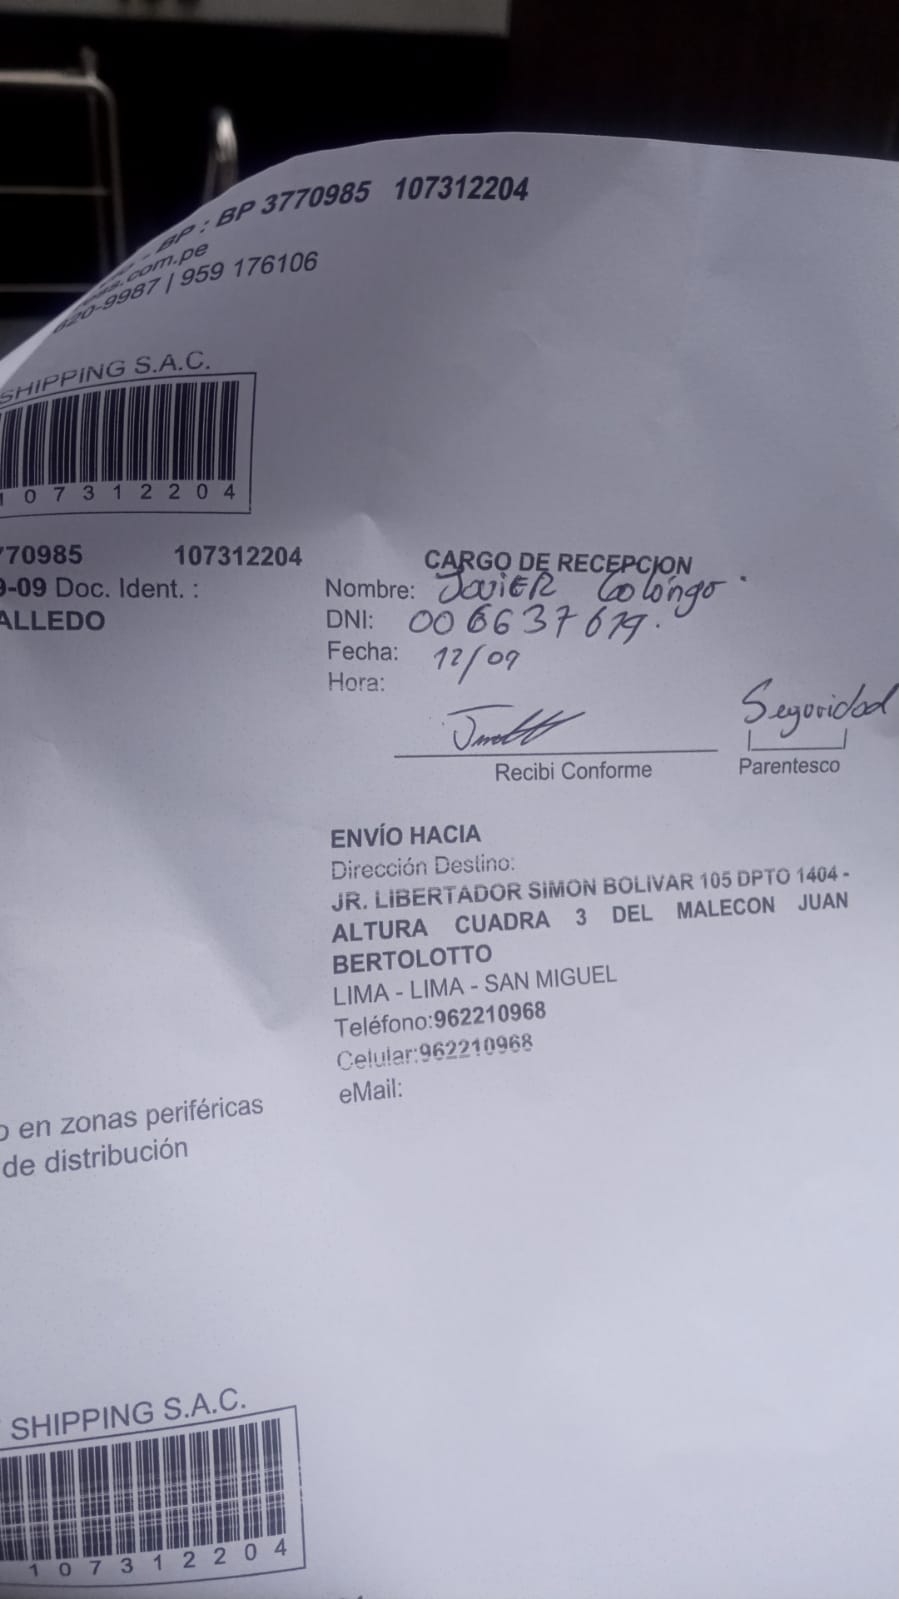 BP : BP 3770985 107312204
.com.pe
620-9987 | 959 176106
SHIPPING S.A.C.
107312204
770985 107312204
9-09 Doc. Ident. :
ALLEDO
CARGO DE RECEPCION
Nombre: Javier Colongo
DNI: 006637679.
Fecha: 12/09
Hora:
Seguridad
Recibi Conforme
Parentesco
ENVÍO HACIA
Dirección Destino:
JR. LIBERTADOR SIMON BOLIVAR 105 DPTO 1404 -
ALTURA CUADRA 3 DEL MALECON JUAN
BERTOLOTTO
LIMA - LIMA - SAN MIGUEL
Teléfono:962210968
Celular:962210968
eMail:
o en zonas periféricas
de distribución
SHIPPING S.A.C.
107312204